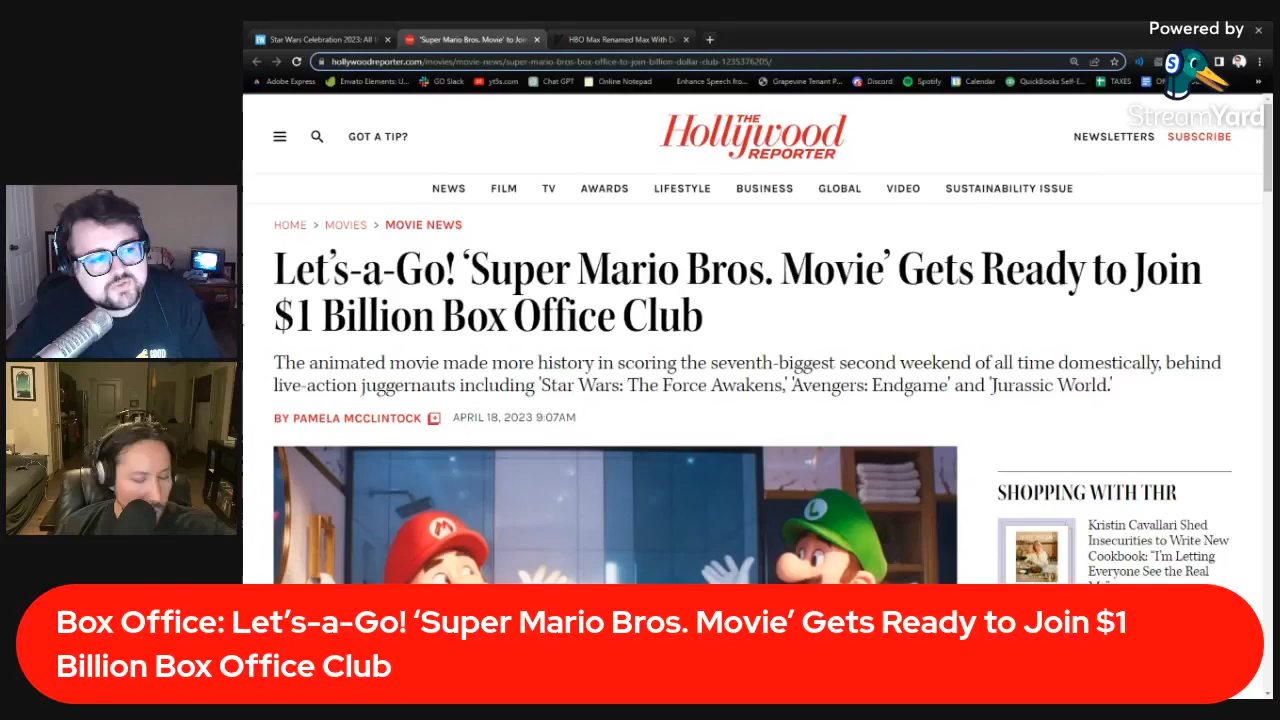 Powered by
StreamYard
Star Wars Celebration 2023: All
'Super Mario Bros. Movie' to Join
HBO Max Renamed Max With D
hollywoodreporter.com/movies/movie-news/super-mario-bros-box-office-to-join-billion-dollar-club-1235376205/
Adobe Express
Envato Elements - U...
GO Slack
yt5s.com
Chat GPT
Online Notepad
Enhance Speech fro...
Grapevine Tenant P...
Discord
Spotify
Calendar
QuickBooks Self-E...
TAXES
GOT A TIP?
THE
Hollywood
REPORTER
NEWSLETTERS SUBSCRIBE
NEWS FILM TV AWARDS LIFESTYLE BUSINESS GLOBAL VIDEO SUSTAINABILITY ISSUE
HOME > MOVIES > MOVIE NEWS
Let’s-a-Go! ‘Super Mario Bros. Movie’ Gets Ready to Join
$1 Billion Box Office Club
The animated movie made more history in scoring the seventh-biggest second weekend of all time domestically, behind
live-action juggernauts including 'Star Wars: The Force Awakens,' 'Avengers: Endgame' and 'Jurassic World.'
BY PAMELA MCCLINTOCK APRIL 18, 2023 9:07AM
M
L
SHOPPING WITH THR
Kristin Cavallari Shed
Insecurities to Write New
Cookbook: “I’m Letting
Everyone See the Real
Box Office: Let’s-a-Go! ‘Super Mario Bros. Movie’ Gets Ready to Join $1
Billion Box Office Club